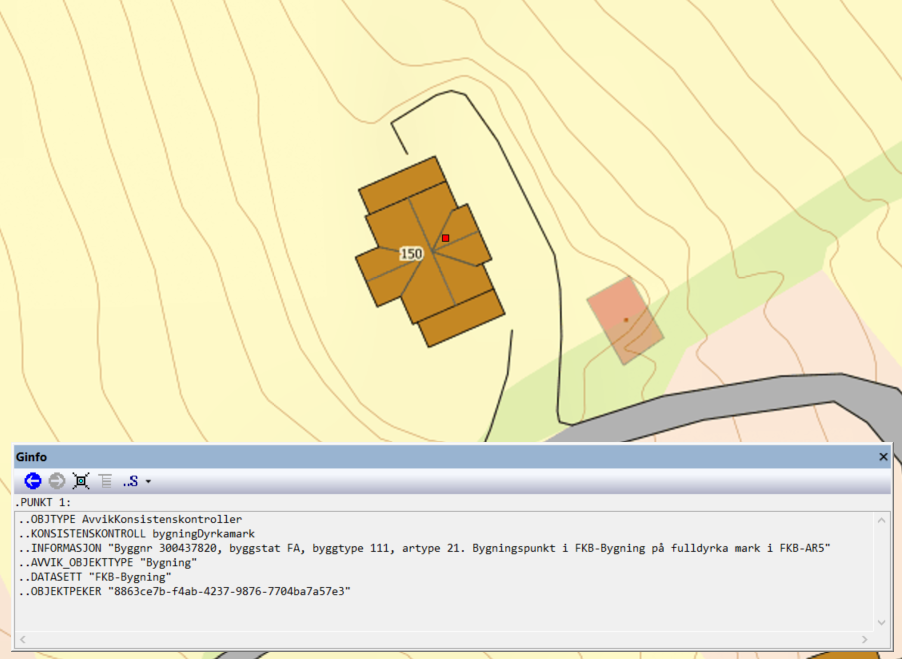 150
Ginfo
..S
.PUNKT 1:
..OBJTYPE AvvikKonsistenskontroller
..KONSISTENSKONTROLL bygningDyrkamark
..INFORMASJON "Byggnr 300437820, byggstat FA, byggtype 111, artype 21. Bygningspunkt i FKB-Bygning på fulldyrka mark i FKB-AR5"
..AVVIK_OBJEKTTYPE "Bygning"
..DATASETT "FKB-Bygning"
..OBJEKTPEKER "8863ce7b-f4ab-4237-9876-7704ba7a57e3"